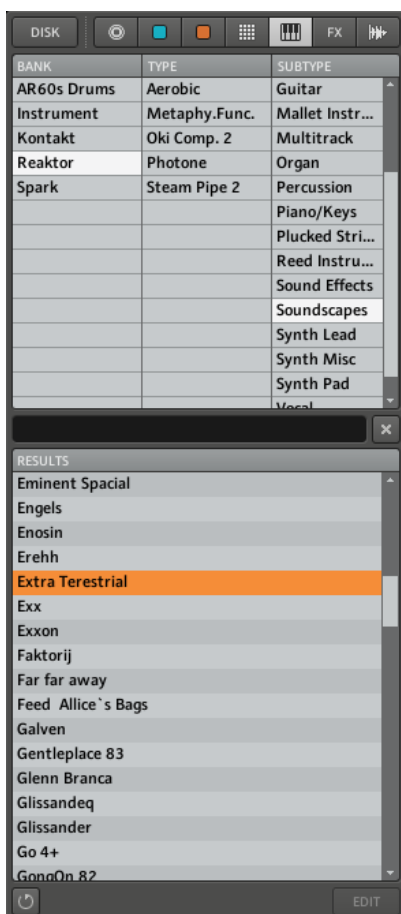 DISK FX
BANK TYPE SUBTYPE
AR60s Drums Aerobic Guitar
Instrument Metaphy.Func. Mallet Instr...
Kontakt Oki Comp. 2 Multitrack
Reaktor Photone Organ
Spark Steam Pipe 2 Percussion
Piano/Keys
Plucked Stri...
Reed Instru...
Sound Effects
Soundscapes
Synth Lead
Synth Misc
Synth Pad
Vocal
RESULTS
Eminent Spacial
Engels
Enosin
Erehh
Extra Terestrial
Exx
Exxon
Faktorij
Far far away
Feed Allice`s Bags
Galven
Gentleplace 83
Glenn Branca
Glissandeq
Glissander
Go 4+
GongOn 82
EDIT